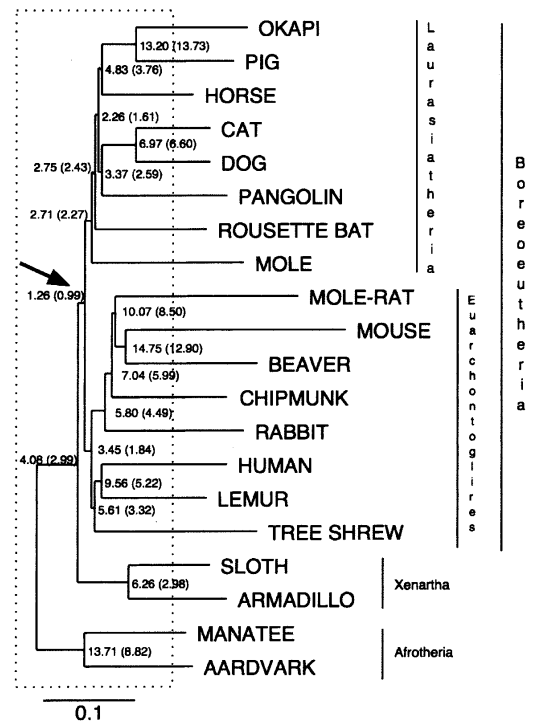 OKAPI
13.20 (13.73)
PIG
4.83 (3.76)
HORSE
2.26 (1.61)
CAT
6.97 (6.60)
DOG
2.75 (2.43)
3.37 (2.59)
PANGOLIN
2.71 (2.27)
ROUSETTE BAT
MOLE
Laurasiatheria
1.26 (0.99)
MOLE-RAT
10.07 (8.50)
MOUSE
14.75 (12.90)
BEAVER
7.04 (5.99)
CHIPMUNK
5.80 (4.49)
RABBIT
3.45 (1.84)
4.08 (2.99)
HUMAN
9.56 (5.22)
LEMUR
5.61 (3.32)
TREE SHREW
Euarchontoglires
Boreoeutheria
SLOTH
6.26 (2.98)
ARMADILLO
Xenartha
MANATEE
13.71 (8.82)
AARDVARK
Afrotheria
0.1